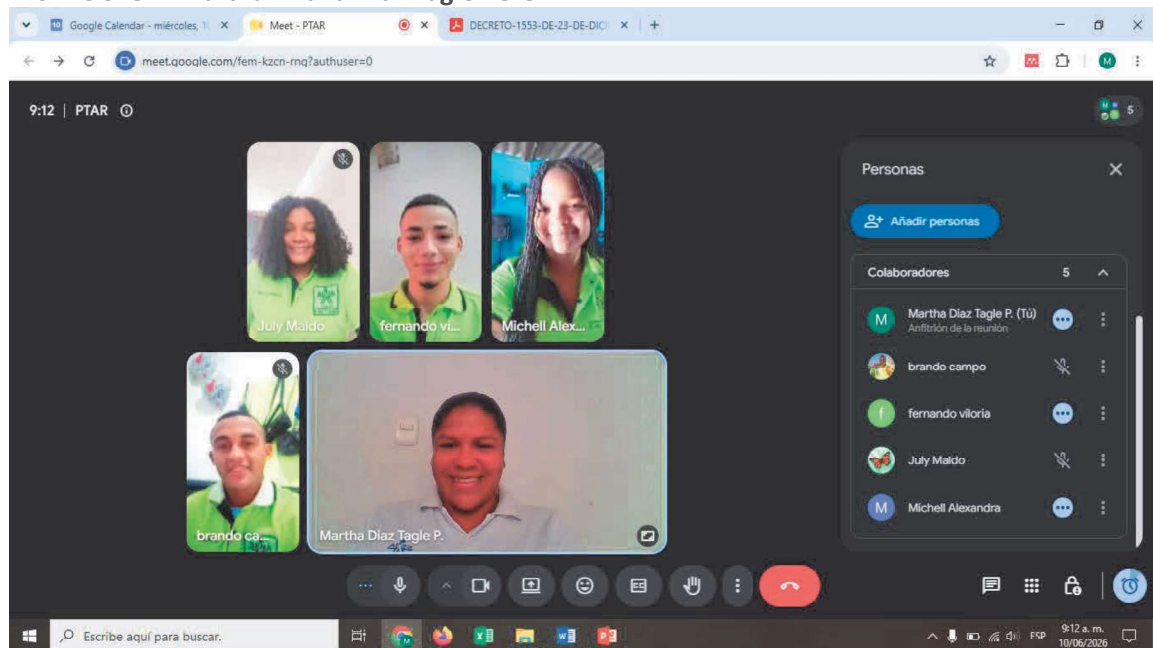 Google Calendar - miércoles, 1
Meet - PTAR
DECRETO-1553-DE-23-DE-DIC
meet.google.com/fem-kzcn-rnq?authuser=0
M
9:12 | PTAR
5
July Maldo
fernando vi...
Michell Alex...
brando ca...
Martha Diaz Tagle P.
Personas
Añadir personas
Colaboradores 5
M Martha Diaz Tagle P. (Tú)
Anfitrión de la reunión
brando campo
f fernando viloria
July Maldo
M Michell Alexandra
Escribe aquí para buscar.
ESP
9:12 a. m.
10/06/2026